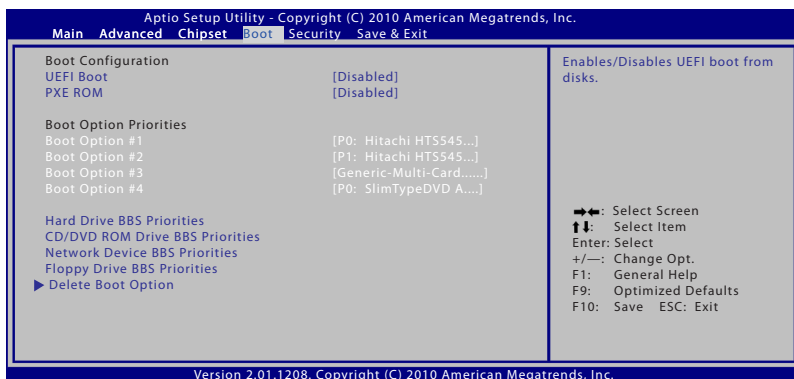 Aptio Setup Utility - Copyright (C) 2010 American Megatrends, Inc.
Main Advanced Chipset Boot Security Save & Exit
Boot Configuration
UEFI Boot [Disabled]
PXE ROM [Disabled]
Boot Option Priorities
Boot Option #1 [P0: Hitachi HTS545...]
Boot Option #2 [P1: Hitachi HTS545...]
Boot Option #3 [Generic-Multi-Card......]
Boot Option #4 [P0: SlimTypeDVD A....]
Hard Drive BBS Priorities
CD/DVD ROM Drive BBS Priorities
Network Device BBS Priorities
Floppy Drive BBS Priorities
Delete Boot Option
Enables/Disables UEFI boot from
disks.
➡⬅: Select Screen
⬆⬇: Select Item
Enter: Select
+/—: Change Opt.
F1: General Help
F9: Optimized Defaults
F10: Save ESC: Exit
Version 2.01.1208. Copyright (C) 2010 American Megatrends, Inc.